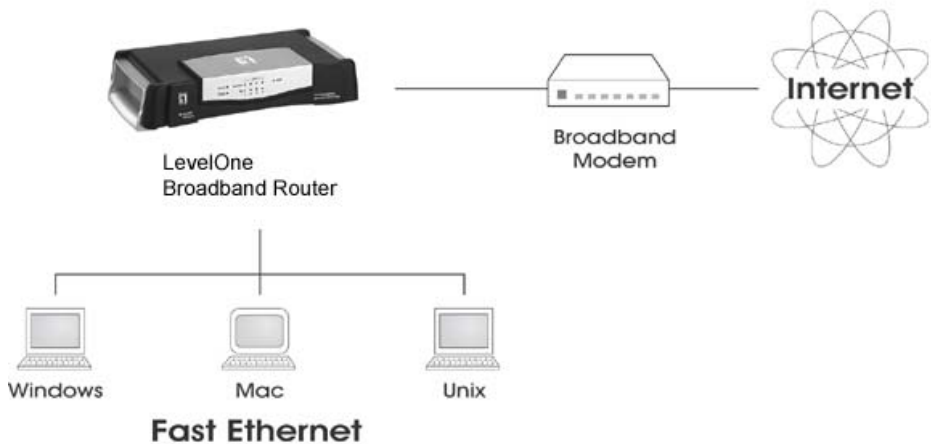 Internet
Broadband
Modem
LevelOne
Broadband Router
Windows
Mac
Unix
Fast Ethernet